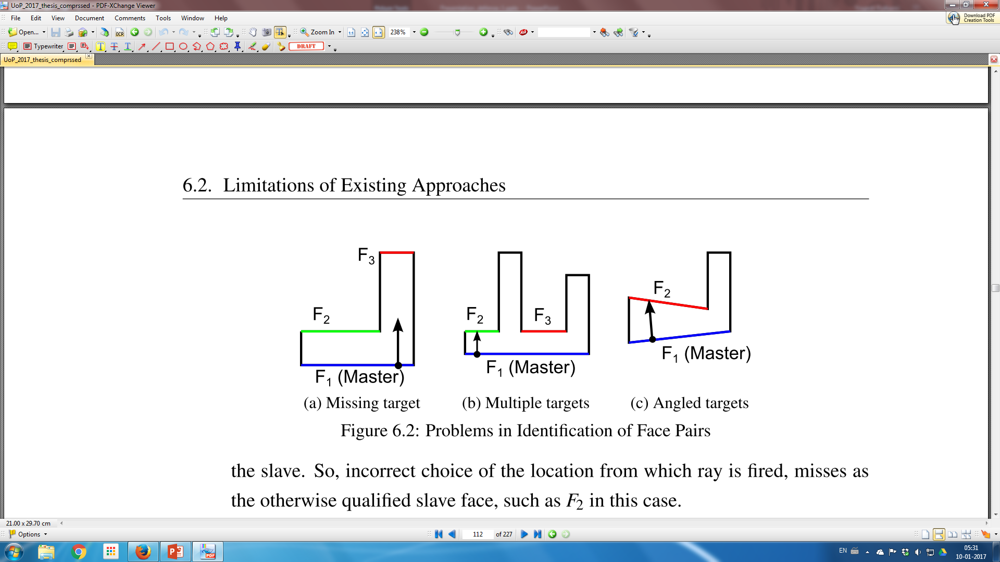 UoP_2017_thesis_comprssed - PDF-XChange Viewer
File Edit View Document Comments Tools Window Help
Download PDF
Creation Tools
Open... OCR Zoom In 1:1 238%
Typewriter T T T DRAFT
UoP_2017_thesis_comprssed
6.2. Limitations of Existing Approaches
F3
F2
F1 (Master)
F2
F3
F1 (Master)
F2
F1 (Master)
(a) Missing target
(b) Multiple targets
(c) Angled targets
Figure 6.2: Problems in Identification of Face Pairs
the slave. So, incorrect choice of the location from which ray is fired, misses as
the otherwise qualified slave face, such as F2 in this case.
21.00 x 29.70 cm
Options 112 of 227
EN 05:31
10-01-2017